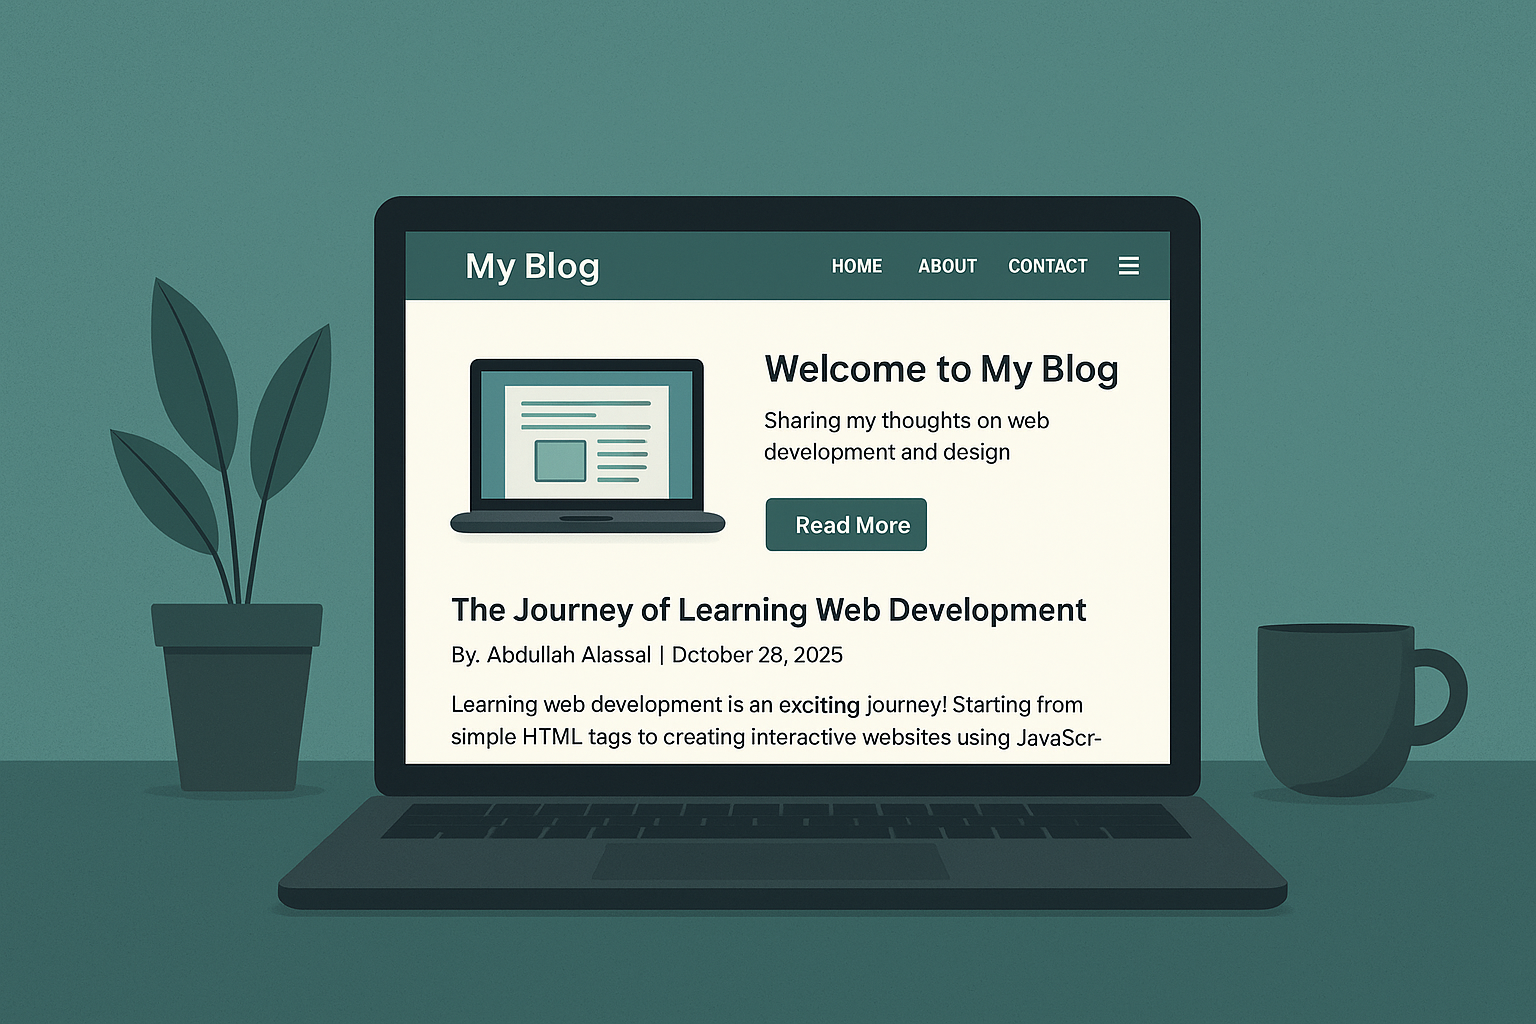 My Blog
HOME ABOUT CONTACT
Welcome to My Blog
Sharing my thoughts on web
development and design
Read More
The Journey of Learning Web Development
By. Abdullah Alassal | Dctober 28, 2025
Learning web development is an exciting journey! Starting from
simple HTML tags to creating interactive websites using JavaScr-